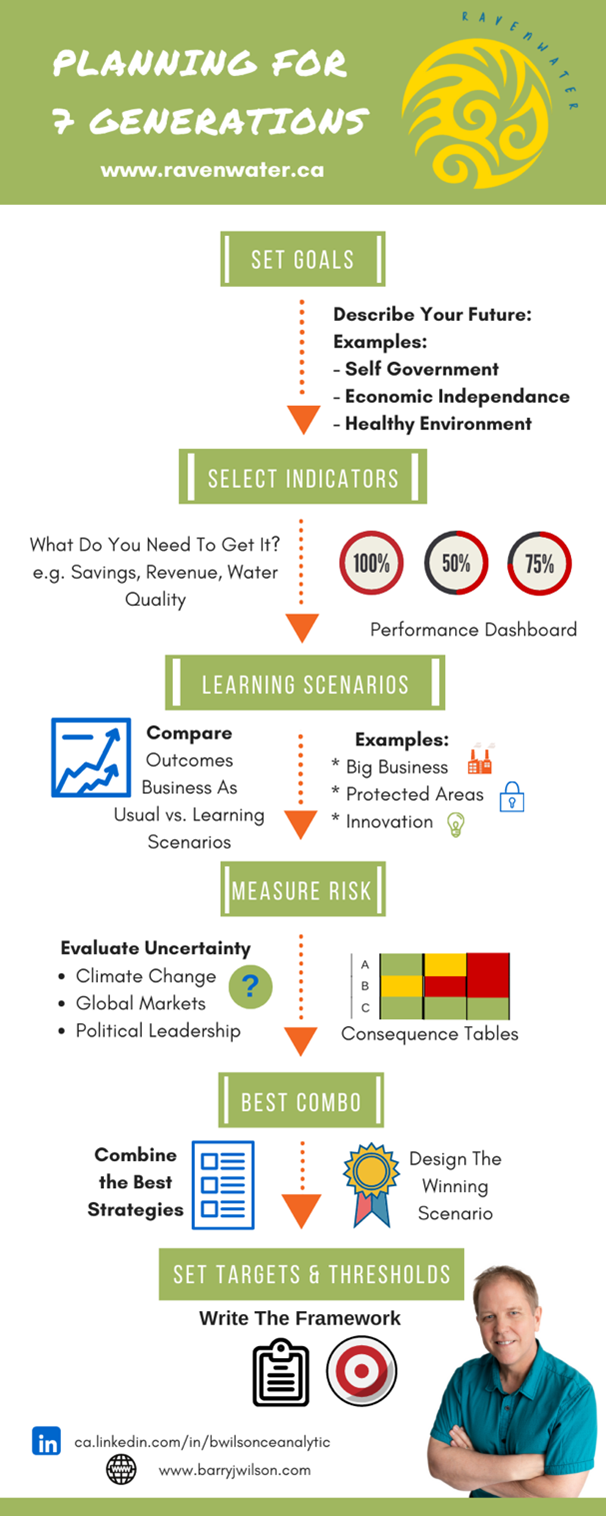 RAVENWATER
PLANNING FOR
7 GENERATIONS
www.ravenwater.ca
SET GOALS
Describe Your Future:
Examples:
- Self Government
- Economic Independance
- Healthy Environment
SELECT INDICATORS
What Do You Need To Get It?
e.g. Savings, Revenue, Water
Quality
100% 50% 75%
Performance Dashboard
LEARNING SCENARIOS
Compare
Outcomes
Business As
Usual vs. Learning
Scenarios
Examples:
* Big Business
* Protected Areas
* Innovation
MEASURE RISK
Evaluate Uncertainty
• Climate Change
• Global Markets
• Political Leadership
?
A
B
C
Consequence Tables
BEST COMBO
Combine
the Best
Strategies
Design The
Winning
Scenario
SET TARGETS & THRESHOLDS
Write The Framework
in ca.linkedin.com/in/bwilsonceanalytic
www www.barryjwilson.com